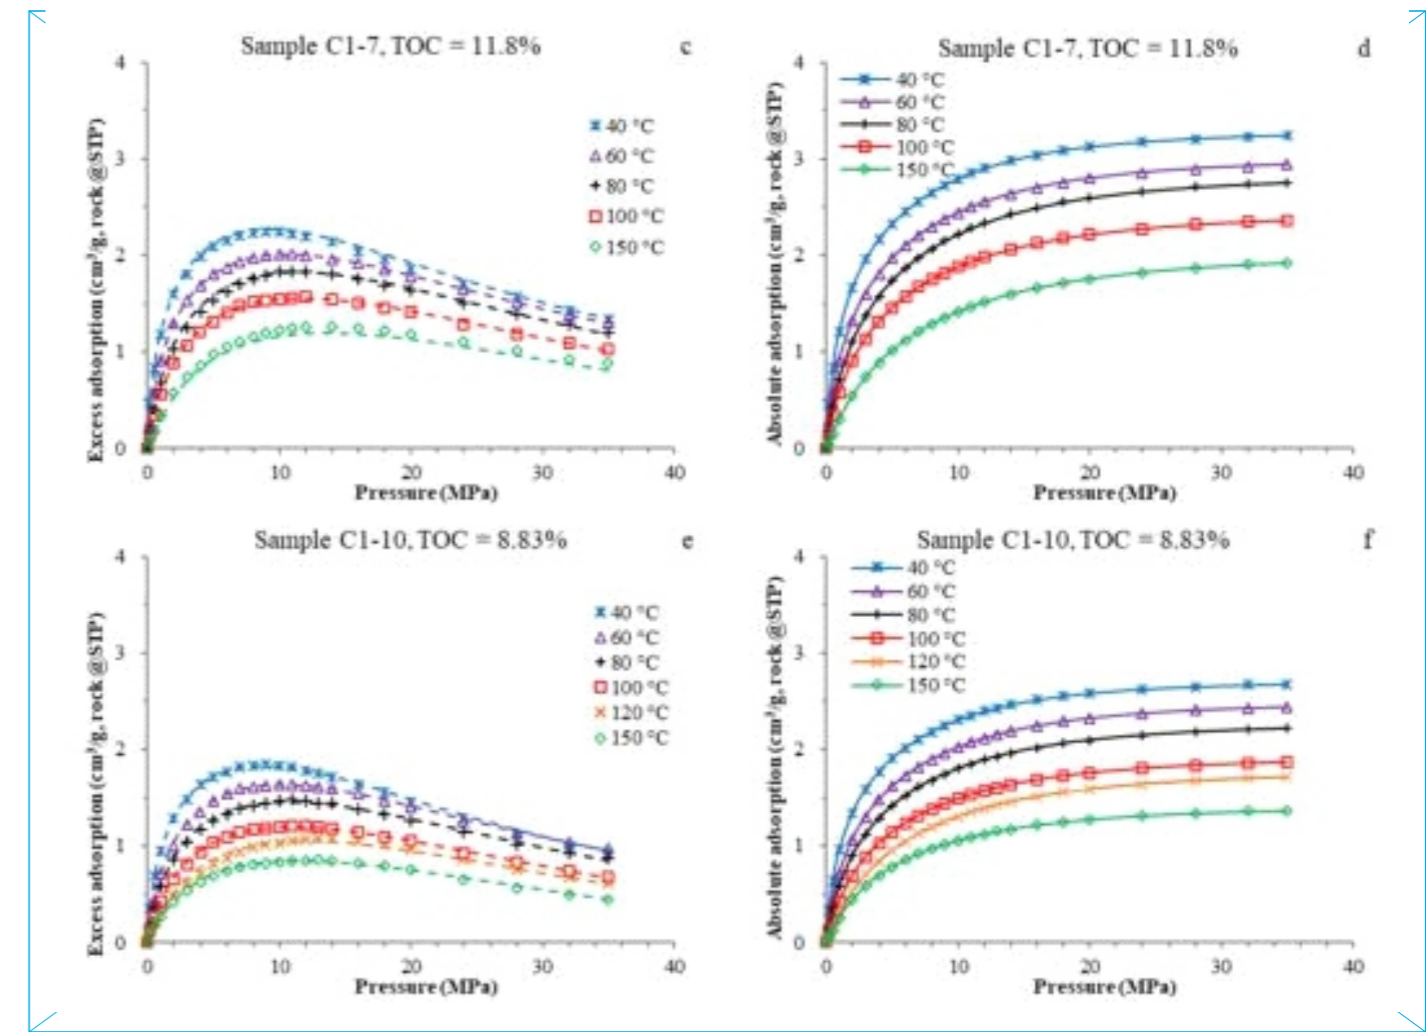 Sample C1-7, TOC = 11.8%
c
4
3
2
1
0
Excess adsorption (cm³/g, rock @STP)
40 °C
60 °C
80 °C
100 °C
150 °C
0 10 20 30 40
Pressure (MPa)
Sample C1-7, TOC = 11.8%
d
4
3
2
1
0
Absolute adsorption (cm³/g, rock @STP)
40 °C
60 °C
80 °C
100 °C
150 °C
0 10 20 30 40
Pressure (MPa)
Sample C1-10, TOC = 8.83%
e
4
3
2
1
0
Excess adsorption (cm³/g, rock @STP)
40 °C
60 °C
80 °C
100 °C
120 °C
150 °C
0 10 20 30 40
Pressure (MPa)
Sample C1-10, TOC = 8.83%
f
4
3
2
1
0
Absolute adsorption (cm³/g, rock @STP)
40 °C
60 °C
80 °C
100 °C
120 °C
150 °C
0 10 20 30 40
Pressure (MPa)